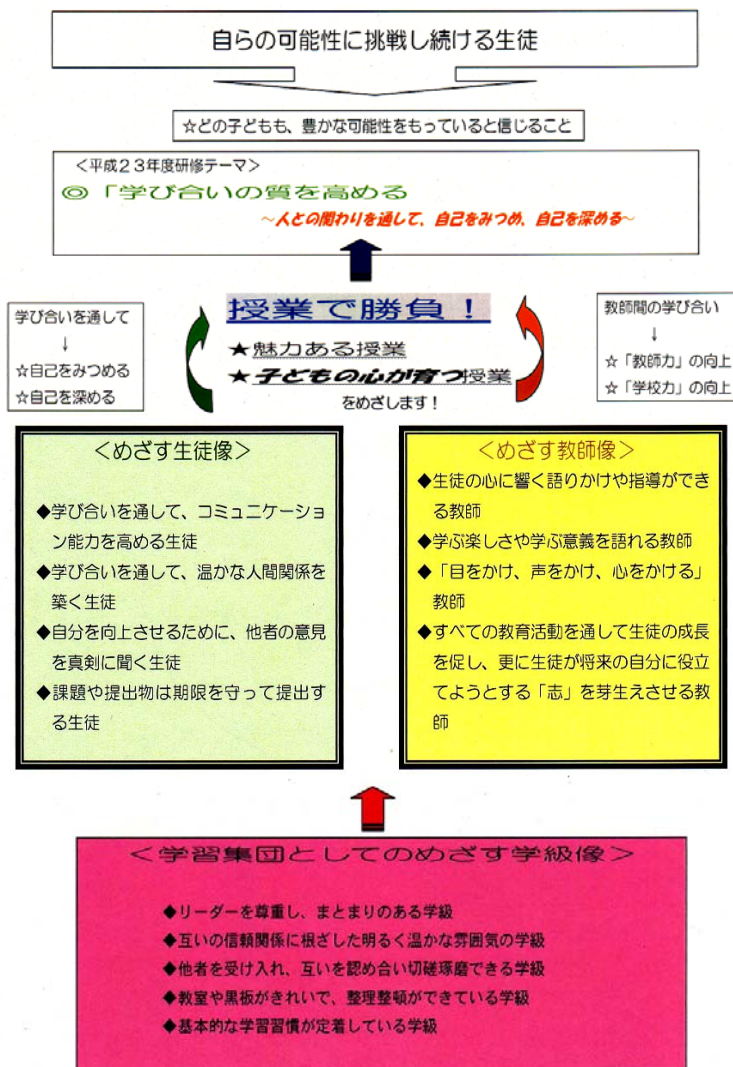 自らの可能性に挑戦し続ける生徒
☆どの子どもも、豊かな可能性をもっていると信じること
＜平成２３年度研修テーマ＞
◎「学び合いの質を高める
～人との関わりを通して、自己をみつめ、自己を深める～
学び合いを通して
↓
☆自己をみつめる
☆自己を深める
授業で勝負！
★魅力ある授業
★子どもの心が育つ授業
をめざします！
教師間の学び合い
↓
☆「教師力」の向上
☆「学校力」の向上
＜めざす生徒像＞
◆学び合いを通して、コミュニケーショ
ン能力を高める生徒
◆学び合いを通して、温かな人間関係を
築く生徒
◆自分を向上させるために、他者の意見
を真剣に聞く生徒
◆課題や提出物は期限を守って提出す
る生徒
＜めざす教師像＞
◆生徒の心に響く語りかけや指導ができ
る教師
◆学ぶ楽しさや学ぶ意義を語れる教師
◆「目をかけ、声をかけ、心をかける」
教師
◆すべての教育活動を通して生徒の成長
を促し、更に生徒が将来の自分に役立
てようとする「志」を芽生えさせる教
師
＜学習集団としてのめざす学級像＞
◆リーダーを尊重し、まとまりのある学級
◆互いの信頼関係に根ざした明るく温かな雰囲気の学級
◆他者を受け入れ、互いを認め合い切磋琢磨できる学級
◆教室や黒板がきれいで、整理整頓ができている学級
◆基本的な学習習慣が定着している学級